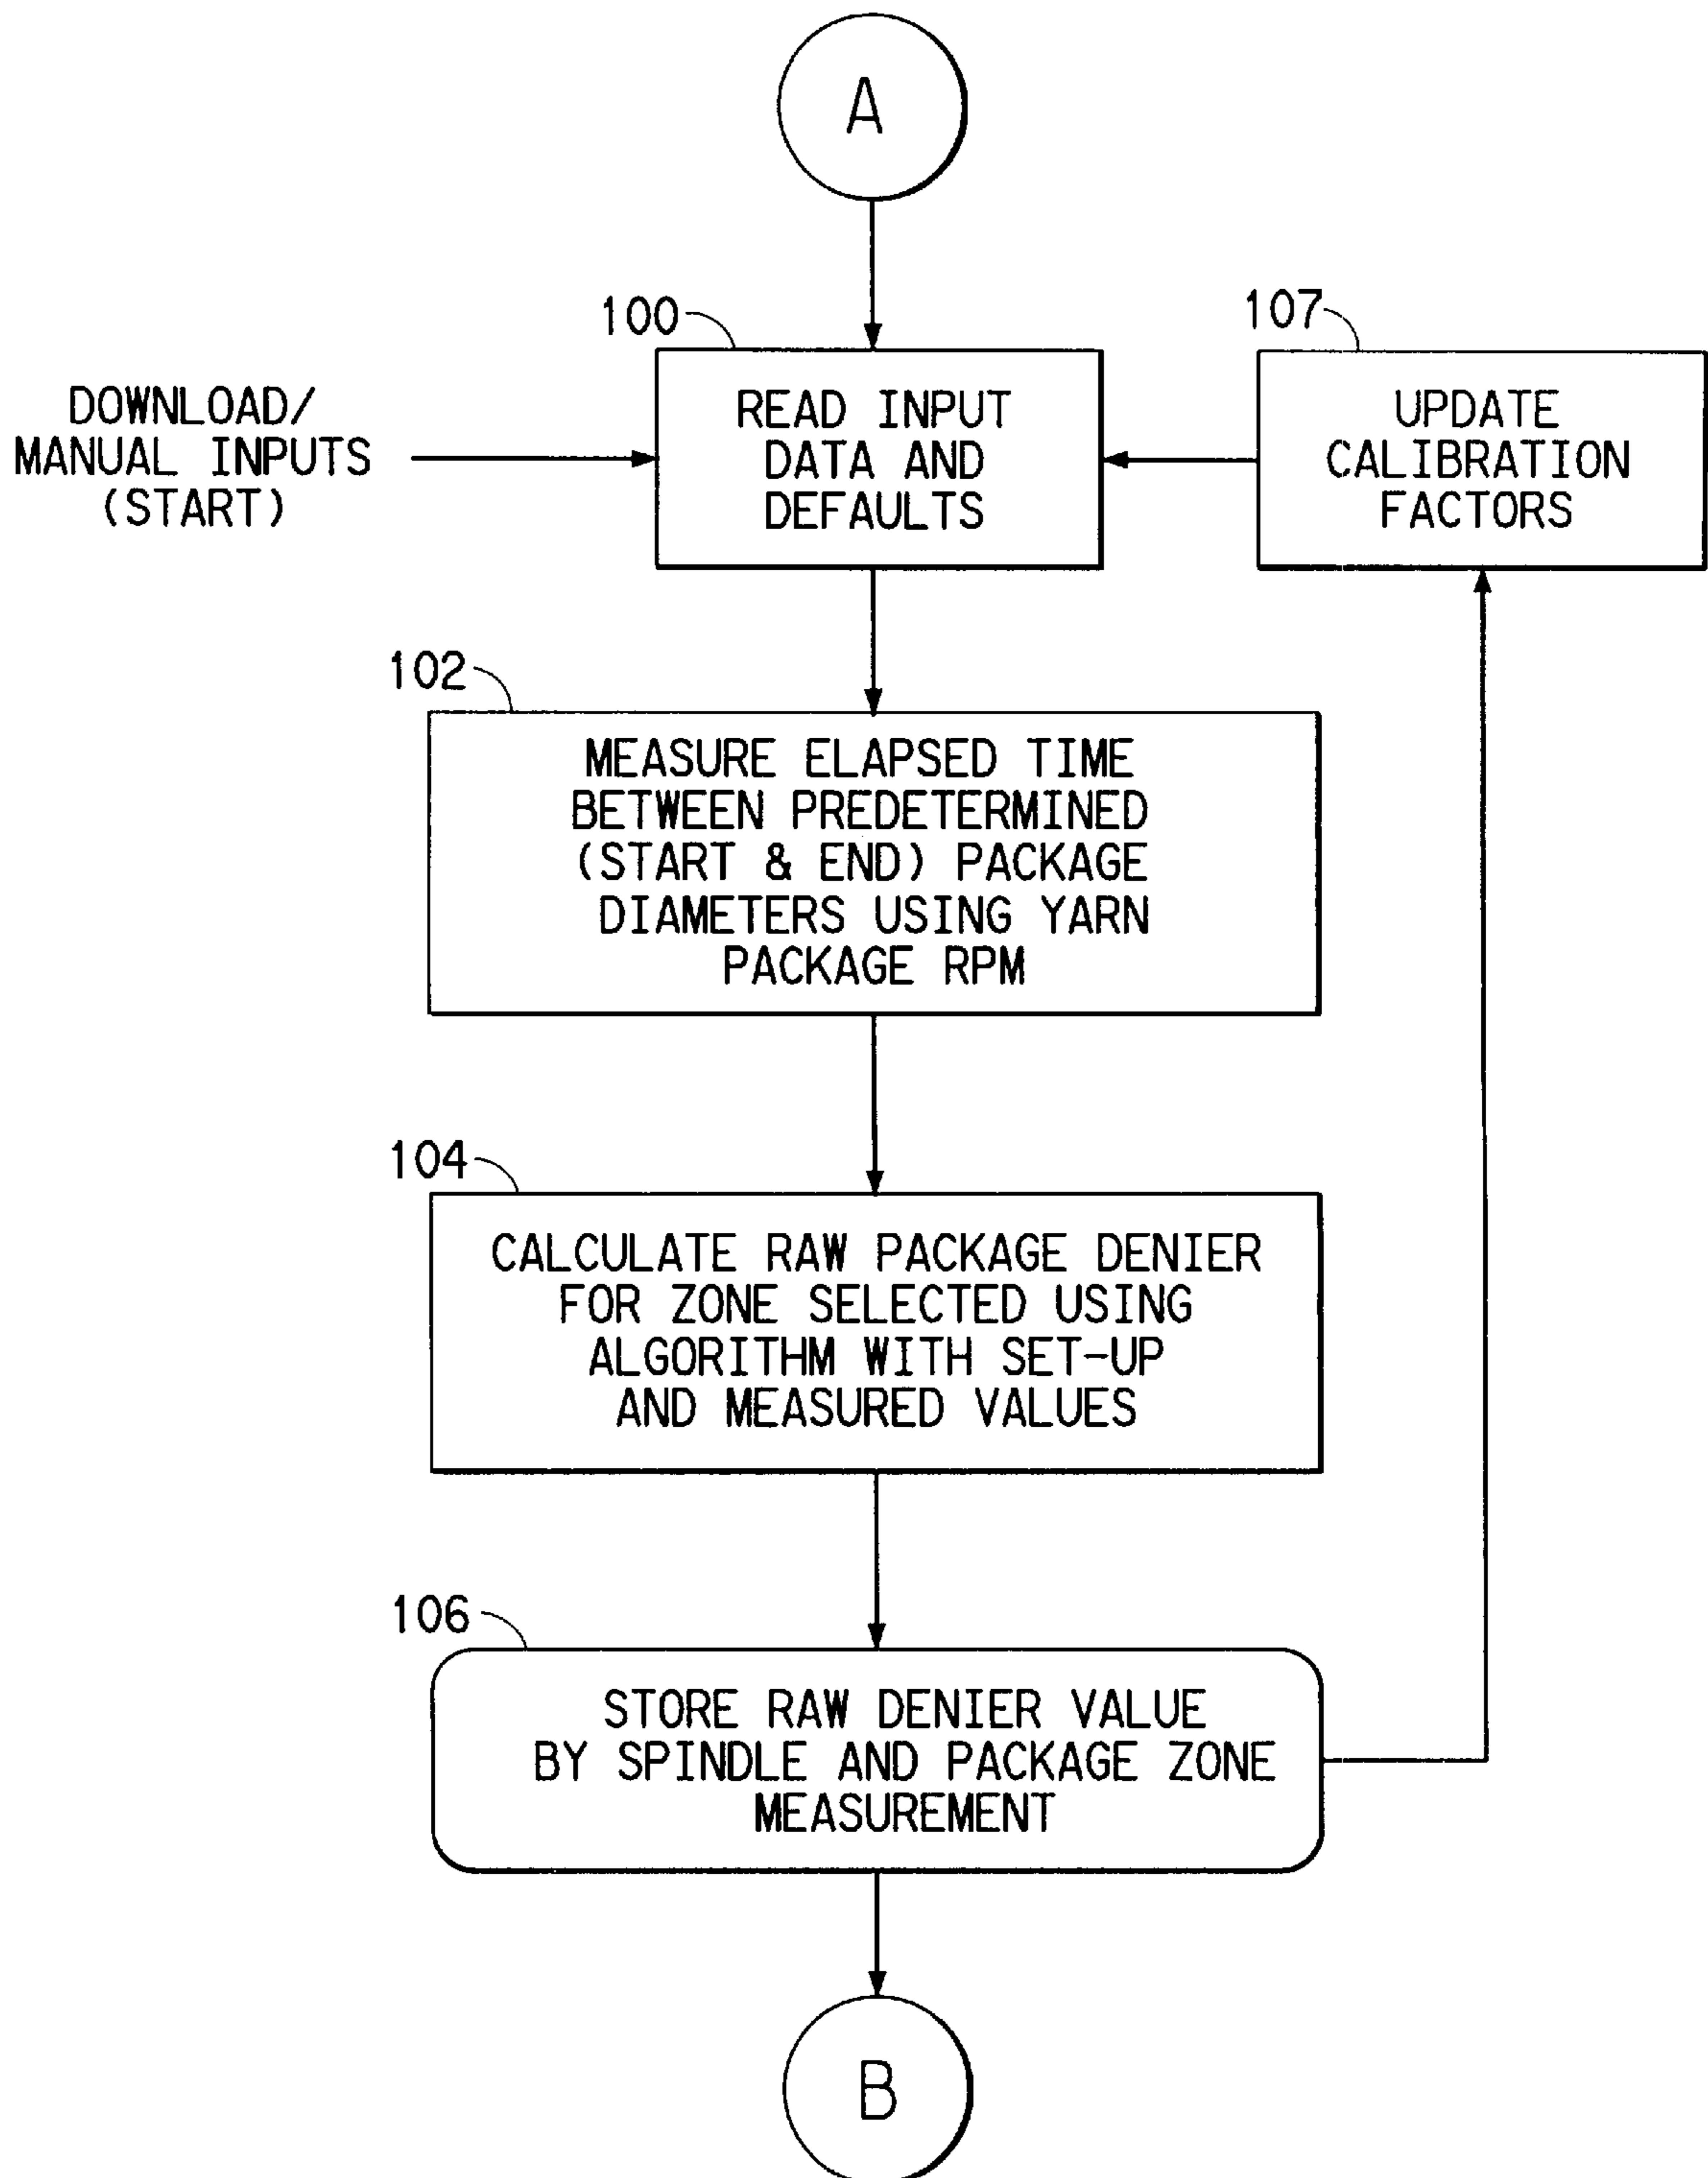 A
100
107
DOWNLOAD/
MANUAL INPUTS
(START)
READ INPUT
DATA AND
DEFAULTS
UPDATE
CALIBRATION
FACTORS
102
MEASURE ELAPSED TIME
BETWEEN PREDETERMINED
(START & END) PACKAGE
DIAMETERS USING YARN
PACKAGE RPM
104
CALCULATE RAW PACKAGE DENIER
FOR ZONE SELECTED USING
ALGORITHM WITH SET-UP
AND MEASURED VALUES
106
STORE RAW DENIER VALUE
BY SPINDLE AND PACKAGE ZONE
MEASUREMENT
B